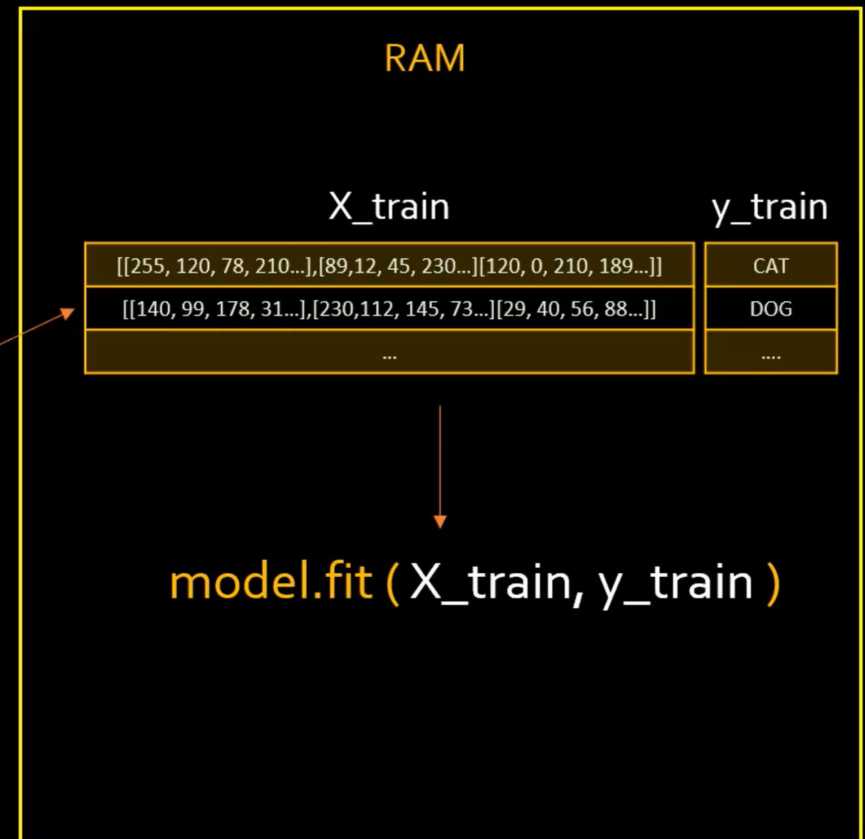 RAM
X_train y_train
[[255, 120, 78, 210...],[89,12, 45, 230...][120, 0, 210, 189...]] CAT
[[140, 99, 178, 31...],[230,112, 145, 73...][29, 40, 56, 88...]] DOG
... ....
model.fit ( X_train, y_train )